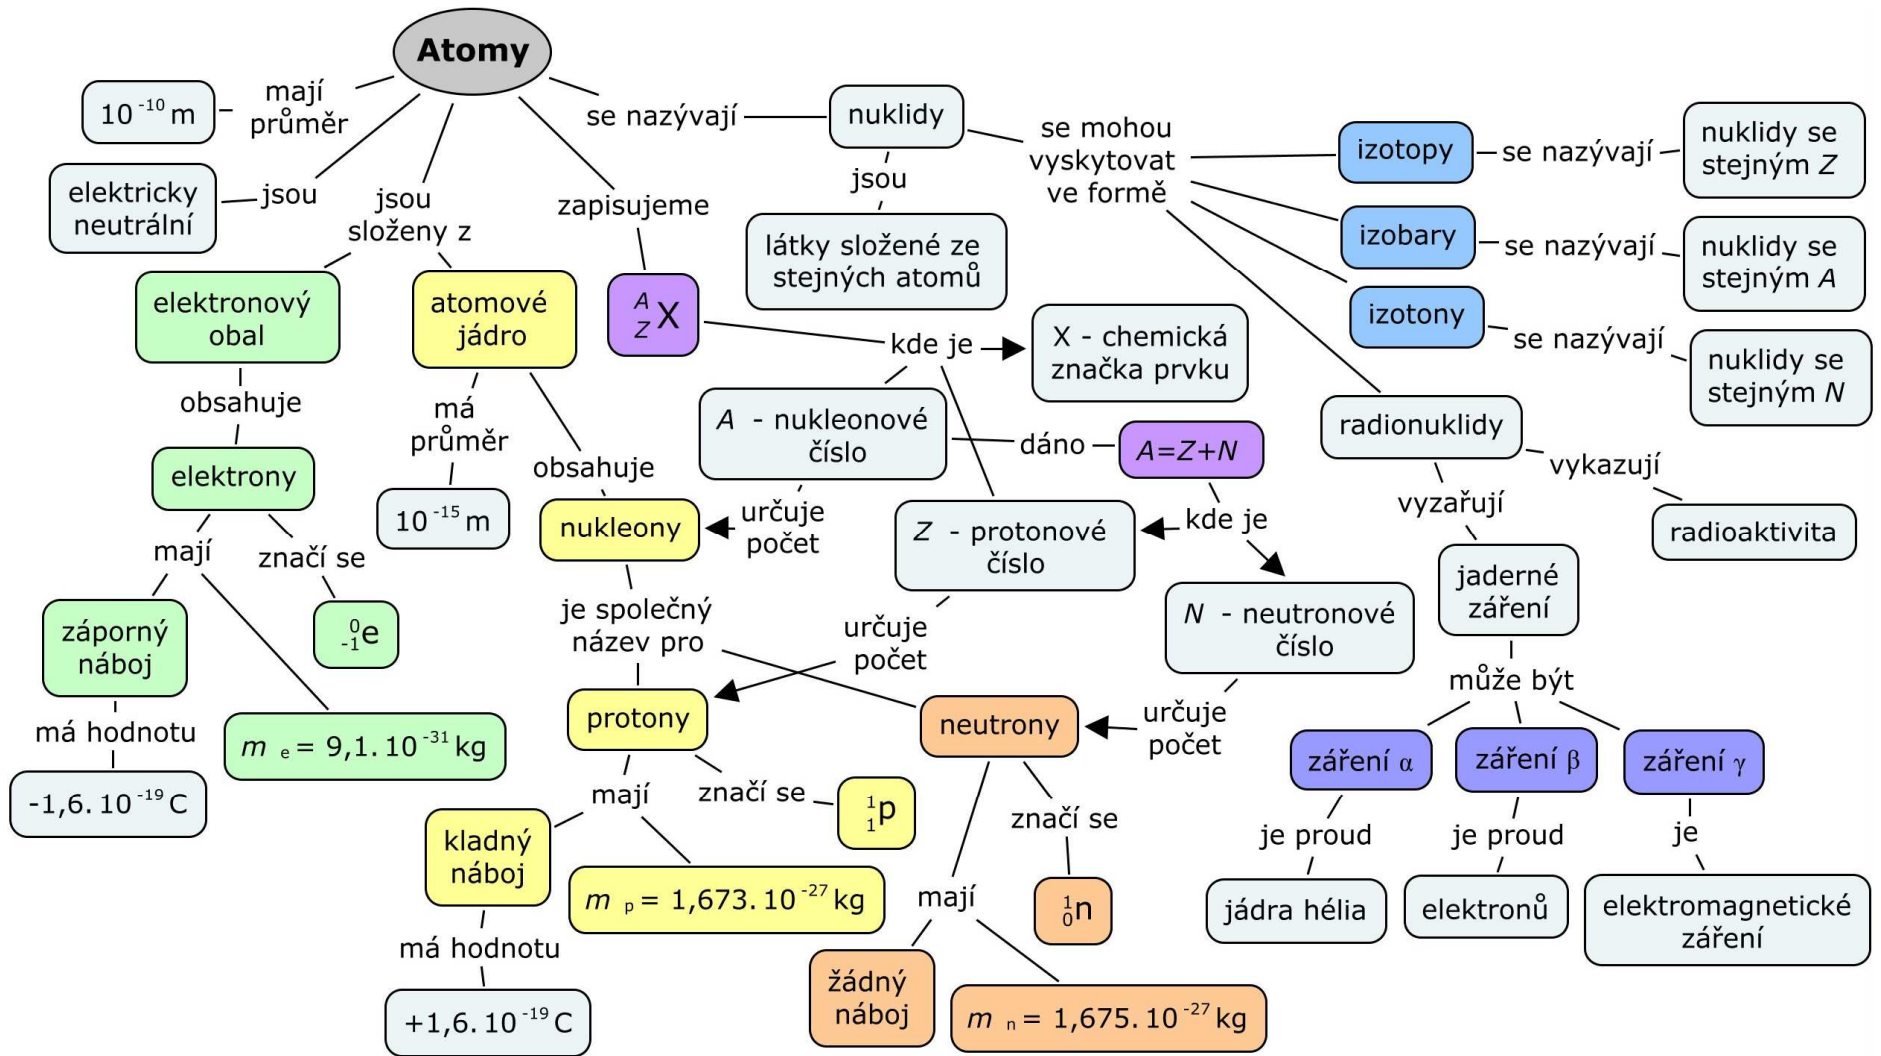 Atomy
mají
průměr
10⁻¹⁰ m
jsou
elektricky
neutrální
jsou
složeny z
zapisujeme
se nazývají
nuklidy
jsou
látky složené ze
stejných atomů
se mohou
vyskytovat
ve formě
izotopy
se nazývají
nuklidy se
stejným Z
izobary
se nazývají
nuklidy se
stejným A
izotony
se nazývají
nuklidy se
stejným N
elektronový
obal
obsahuje
elektrony
mají
značí se
záporný
náboj
má hodnotu
-1,6. 10⁻¹⁹ C
⁰₋₁e
m e = 9,1. 10⁻³¹ kg
atomové
jádro
má
průměr
10⁻¹⁵ m
obsahuje
nukleony
je společný
název pro
protony
mají
značí se
¹₁p
kladný
náboj
má hodnotu
+1,6. 10⁻¹⁹ C
m p = 1,673. 10⁻²⁷ kg
neutrony
mají
značí se
¹₀n
žádný
náboj
m n = 1,675. 10⁻²⁷ kg
A
Z X
kde je
X - chemická
značka prvku
A - nukleonové
číslo
určuje
počet
dáno
A=Z+N
kde je
Z - protonové
číslo
určuje
počet
N - neutronové
číslo
určuje
počet
radionuklidy
vykazují
radioaktivita
vyzařují
jaderné
záření
může být
záření α
je proud
jádra hélia
záření β
je proud
elektronů
záření γ
je
elektromagnetické
záření